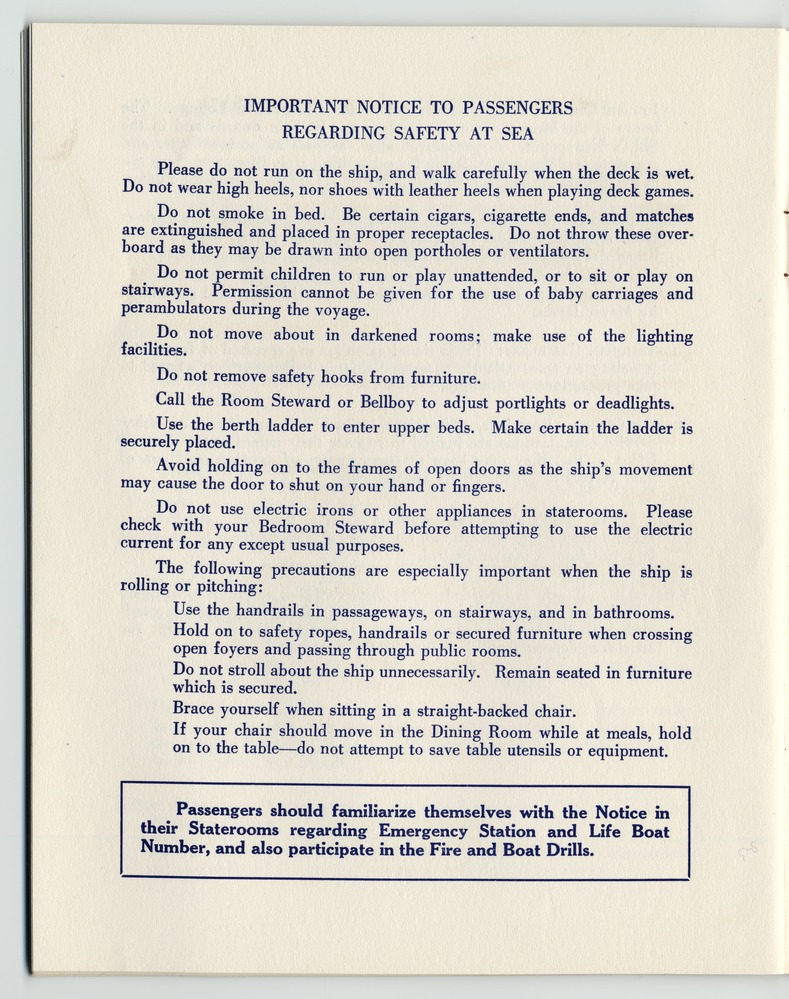 IMPORTANT NOTICE TO PASSENGERS
REGARDING SAFETY AT SEA
Please do not run on the ship, and walk carefully when the deck is wet.
Do not wear high heels, nor shoes with leather heels when playing deck games.
Do not smoke in bed. Be certain cigars, cigarette ends, and matches
are extinguished and placed in proper receptacles. Do not throw these over-
board as they may be drawn into open portholes or ventilators.
Do not permit children to run or play unattended, or to sit or play on
stairways. Permission cannot be given for the use of baby carriages and
perambulators during the voyage.
Do not move about in darkened rooms; make use of the lighting
facilities.
Do not remove safety hooks from furniture.
Call the Room Steward or Bellboy to adjust portlights or deadlights.
Use the berth ladder to enter upper beds. Make certain the ladder is
securely placed.
Avoid holding on to the frames of open doors as the ship's movement
may cause the door to shut on your hand or fingers.
Do not use electric irons or other appliances in staterooms. Please
check with your Bedroom Steward before attempting to use the electric
current for any except usual purposes.
The following precautions are especially important when the ship is
rolling or pitching:
Use the handrails in passageways, on stairways, and in bathrooms.
Hold on to safety ropes, handrails or secured furniture when crossing
open foyers and passing through public rooms.
Do not stroll about the ship unnecessarily. Remain seated in furniture
which is secured.
Brace yourself when sitting in a straight-backed chair.
If your chair should move in the Dining Room while at meals, hold
on to the table—do not attempt to save table utensils or equipment.
Passengers should familiarize themselves with the Notice in
their Staterooms regarding Emergency Station and Life Boat
Number, and also participate in the Fire and Boat Drills.